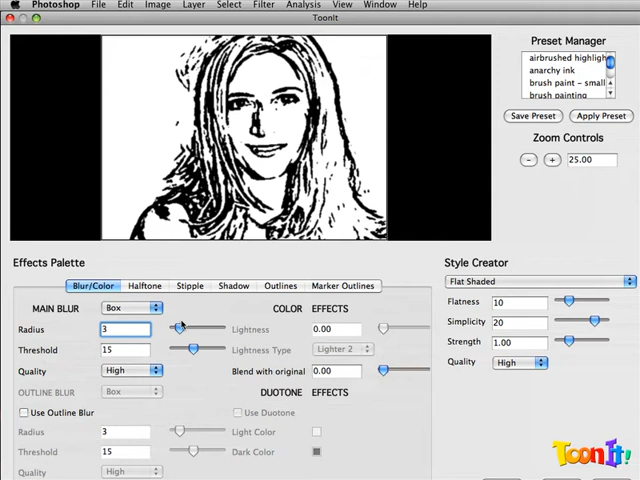 Photoshop File Edit Image Layer Select Filter Analysis View Window Help
ToonIt
Preset Manager
airbrushed highligh
anarchy ink
brush paint - small
brush painting
Save Preset Apply Preset
Zoom Controls
- + 25.00
Effects Palette
Style Creator
Blur/Color Halftone Stipple Shadow Outlines Marker Outlines
Flat Shaded
MAIN BLUR Box COLOR EFFECTS
Flatness 10
Radius 3 Lightness 0.00
Simplicity 20
Threshold 15 Lightness Type Lighter 2
Strength 1.00
Quality High Blend with original 0.00
Quality High
OUTLINE BLUR Box DUOTONE EFFECTS
Use Outline Blur Use Duotone
Radius 3 Light Color
Threshold 15 Dark Color
Quality High
ToonIt!